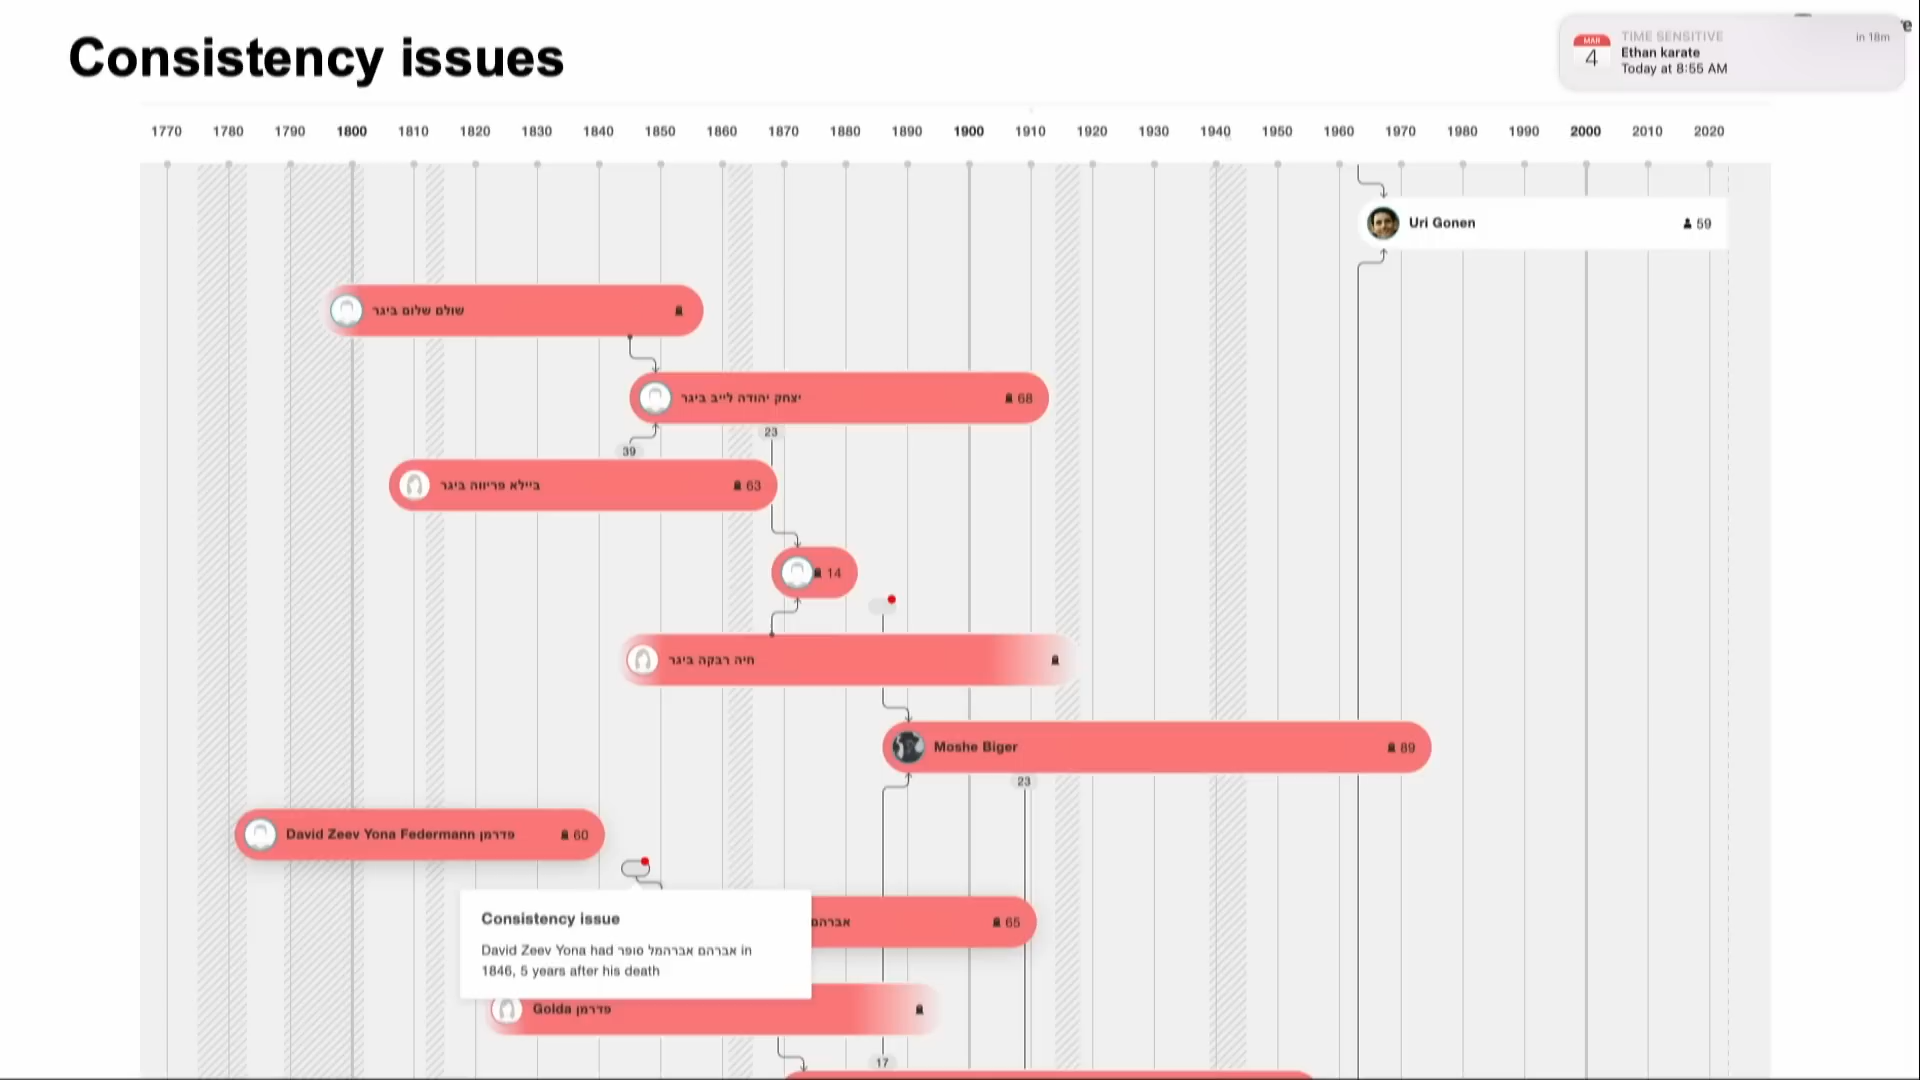 Consistency issues
TIME SENSITIVE
in 18m
MAR
4
Ethan karate
Today at 8:55 AM
1770 1780 1790 1800 1810 1820 1830 1840 1850 1860 1870 1880 1890 1900 1910 1920 1930 1940 1950 1960 1970 1980 1990 2000 2010 2020
Uri Gonen
59
שולם שלום ביגר
יצחק יהודה לייב ביגר
68
23
39
ביילא פריווה ביגר
63
14
חיה רבקה ביגר
Moshe Biger
89
23
David Zeev Yona Federmann פדרמן
60
Consistency issue
David Zeev Yona had אברהם אברהמל סופר in
1846, 5 years after his death
אברהם
65
Golda פדרמן
17